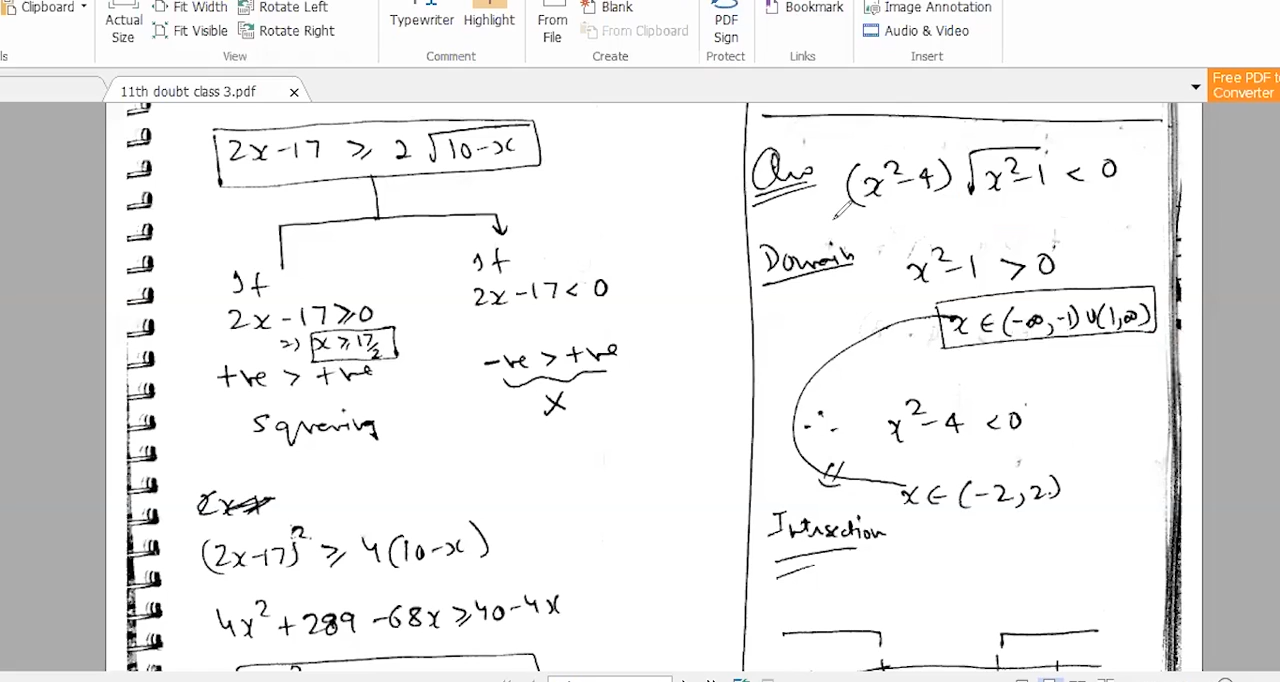 Clipboard
Fit Width
Rotate Left
Blank
Bookmark
Image Annotation
Actual Size
Fit Visible
Rotate Right
Typewriter
Highlight
From File
From Clipboard
PDF Sign
Audio & Video
ls
View
Comment
Create
Protect
Links
Insert
11th doubt class 3.pdf
x
Free PDF to
Converter
2x-17 ⩾ 2√(10-x)
If
2x-17⩾0
=> x ⩾ 17/2
+ve > +ve
Squering
If
2x-17 < 0
-ve > +ve
X
(2x-17)² ⩾ 4(10-x)
4x² + 289 - 68x ⩾ 40-4x
Ques (x²-4) √(x²-1) < 0
Domain x²-1 > 0
x ∈ (-∞,-1) ∪ (1,∞)
∴ x²-4 < 0
x ∈ (-2, 2)
Intersection